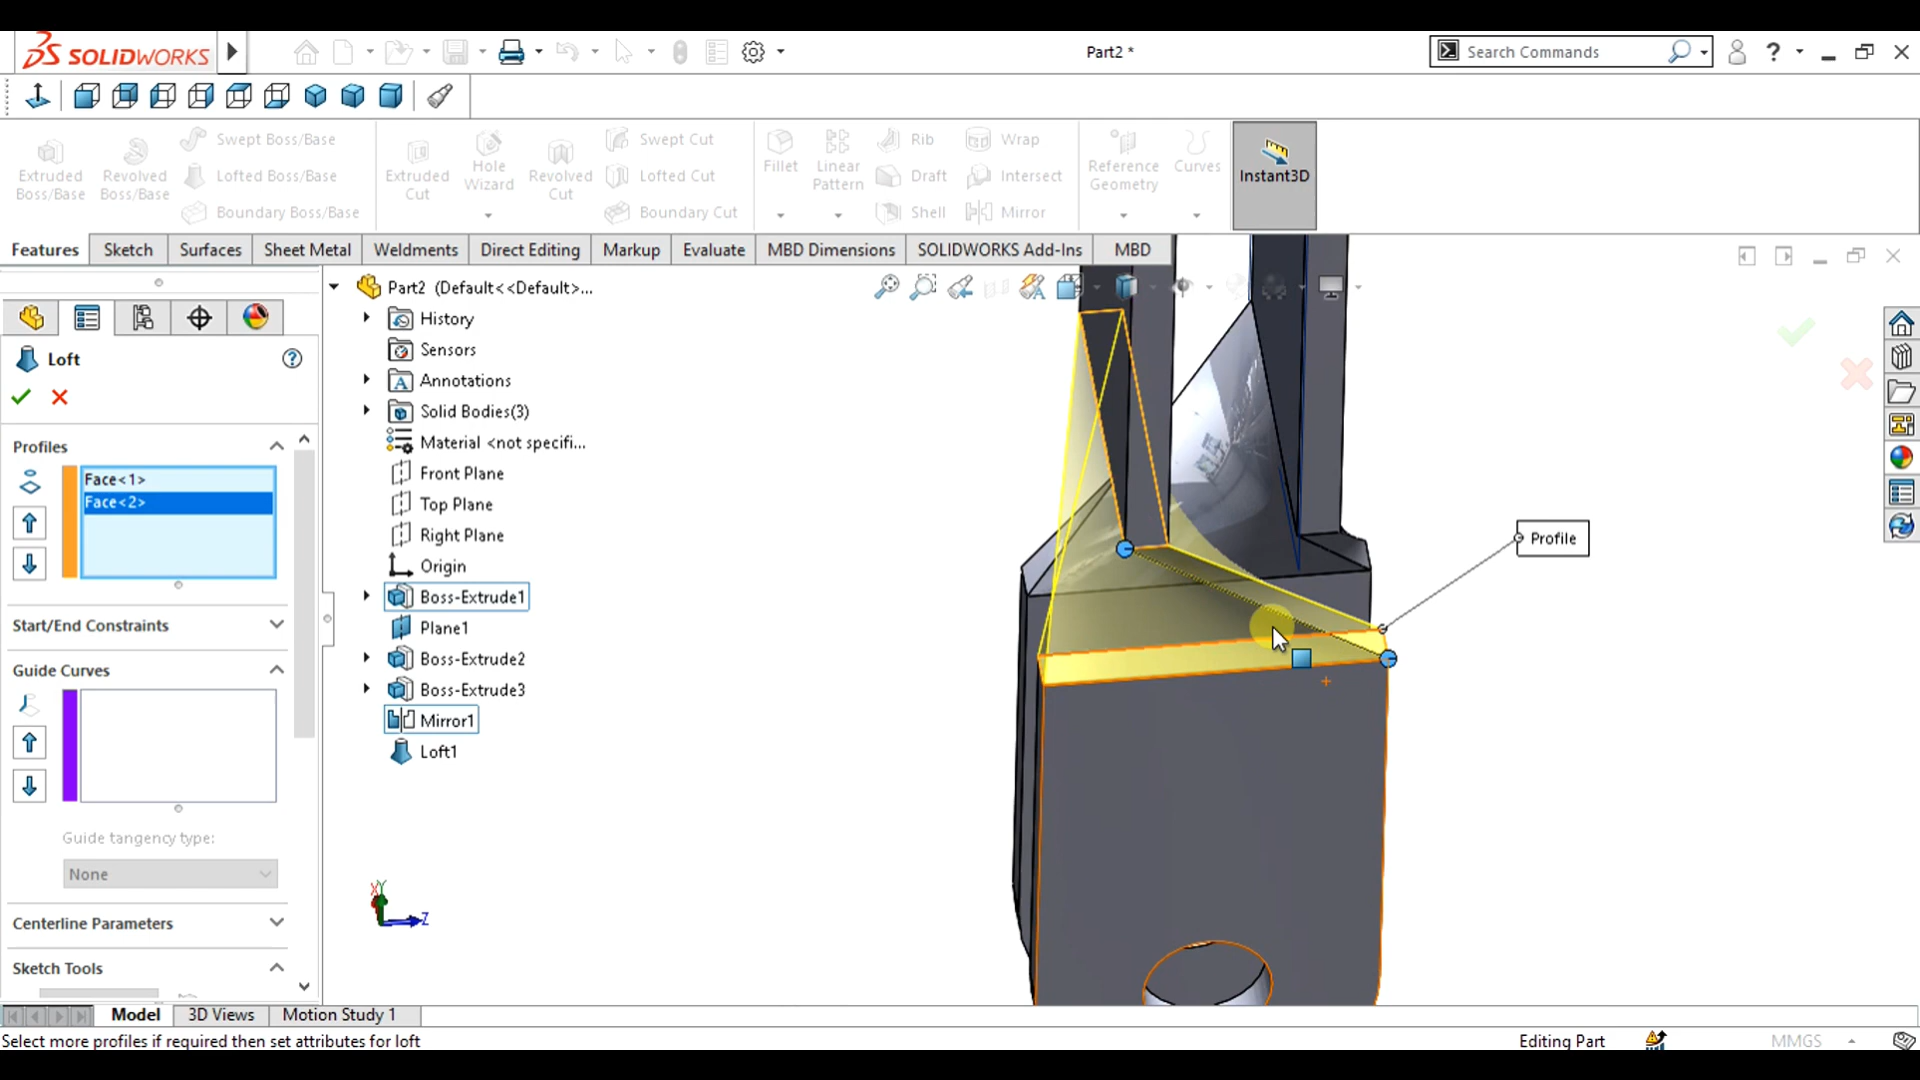 SOLIDWORKS
Part2 *
Search Commands
?
Extruded Boss/Base
Revolved Boss/Base
Swept Boss/Base
Lofted Boss/Base
Boundary Boss/Base
Extruded Cut
Hole Wizard
Revolved Cut
Swept Cut
Lofted Cut
Boundary Cut
Fillet
Linear Pattern
Rib
Draft
Shell
Wrap
Intersect
Mirror
Reference Geometry
Curves
Instant3D
Features
Sketch
Surfaces
Sheet Metal
Weldments
Direct Editing
Markup
Evaluate
MBD Dimensions
SOLIDWORKS Add-Ins
MBD
Loft
?
Profiles
Face<1>
Face<2>
Start/End Constraints
Guide Curves
Guide tangency type:
None
Centerline Parameters
Sketch Tools
Part2 (Default<<Default>...
History
Sensors
Annotations
Solid Bodies(3)
Material <not specifi...
Front Plane
Top Plane
Right Plane
Origin
Boss-Extrude1
Plane1
Boss-Extrude2
Boss-Extrude3
Mirror1
Loft1
Profile
X
Y
Z
Model
3D Views
Motion Study 1
Select more profiles if required then set attributes for loft
Editing Part
MMGS